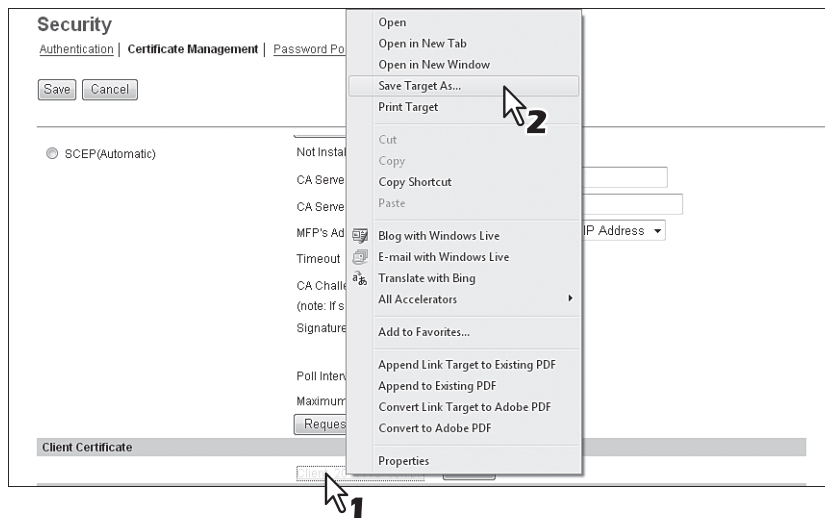 Security
Authentication | Certificate Management | Password Po
Save Cancel
SCEP(Automatic)
Not Instal
CA Serve
CA Serve
MFP's Ad
IP Address
Timeout
CA Challe
(note: If s
Signature
Poll Interv
Maximum
Reques
Client Certificate
Open
Open in New Tab
Open in New Window
Save Target As...
Print Target
Cut
Copy
Copy Shortcut
Paste
Blog with Windows Live
E-mail with Windows Live
Translate with Bing
All Accelerators
Add to Favorites...
Append Link Target to Existing PDF
Append to Existing PDF
Convert Link Target to Adobe PDF
Convert to Adobe PDF
Properties
2
1